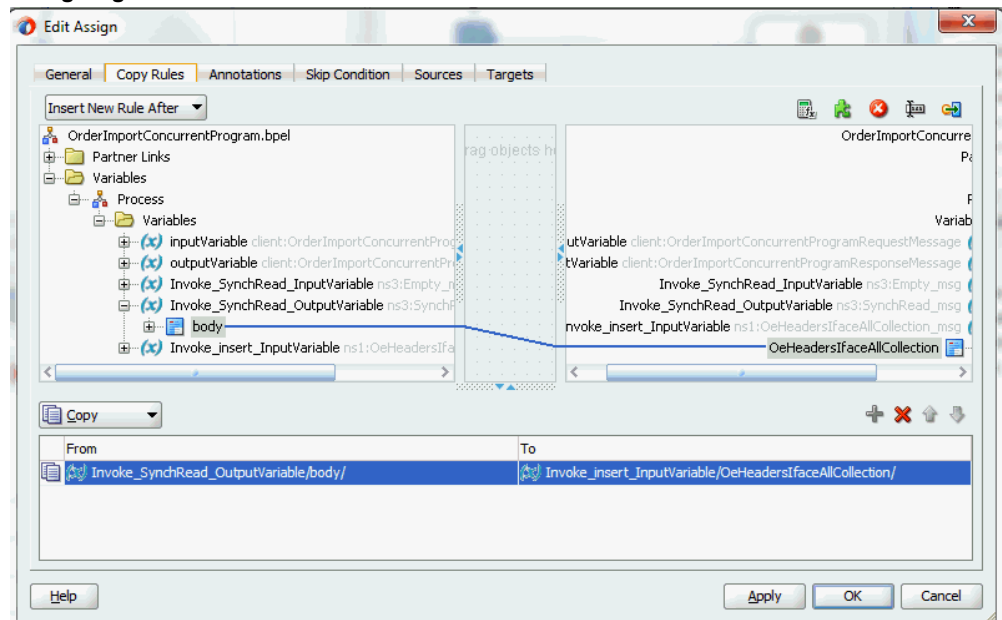 Edit Assign
General Copy Rules Annotations Skip Condition Sources Targets
Insert New Rule After
OrderImportConcurrentProgram.bpel
Partner Links
Variables
Process
Variables
(x) inputVariable client:OrderImportConcurrentProg
(x) outputVariable client:OrderImportConcurrentPr
(x) Invoke_SynchRead_InputVariable ns3:Empty_
(x) Invoke_SynchRead_OutputVariable ns3:Synch
body
(x) Invoke_insert_InputVariable ns1:OeHeadersIfa
rag objects h
OrderImportConcurre
P
Variab
utVariable client:OrderImportConcurrentProgramRequestMessage
tVariable client:OrderImportConcurrentProgramResponseMessage
Invoke_SynchRead_InputVariable ns3:Empty_msg
Invoke_SynchRead_OutputVariable ns3:SynchRead_msg
nvoke_insert_InputVariable ns1:OeHeadersIfaceAllCollection_msg
OeHeadersIfaceAllCollection
Copy
From To
Invoke_SynchRead_OutputVariable/body/ Invoke_insert_InputVariable/OeHeadersIfaceAllCollection/
Help Apply OK Cancel